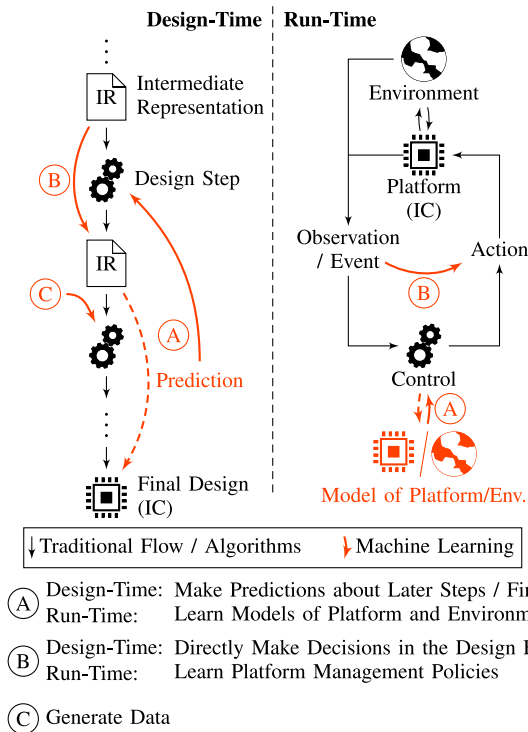 Design-Time
Run-Time
IR
Intermediate
Representation
B
Design Step
IR
C
A
Prediction
Final Design
(IC)
Environment
Platform
(IC)
Observation
/ Event
Action
B
Control
A
Model of Platform/Env.
Traditional Flow / Algorithms
Machine Learning
A Design-Time: Make Predictions about Later Steps /
Run-Time: Learn Models of Platform and
B Design-Time: Directly Make Decisions in the Design
Run-Time: Learn Platform Management Policies
C Generate Data